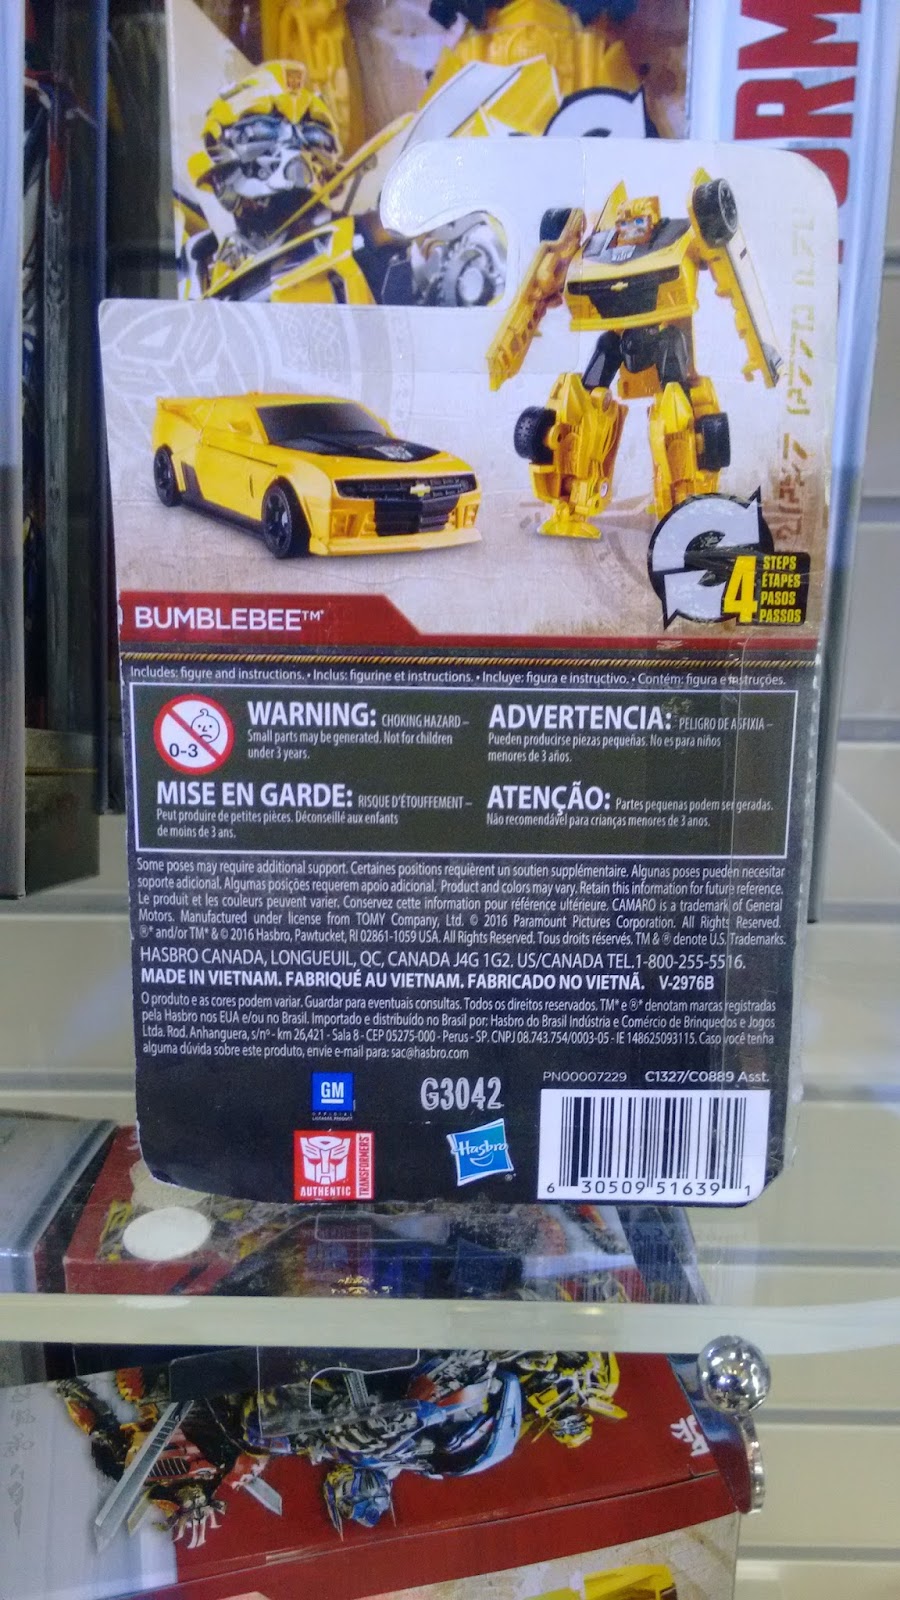 ORM
BUMBLEBEE™
4 STEPS
ÉTAPES
PASOS
PASSOS
Includes: figure and instructions. • Inclus: figurine et instructions. • Incluye: figura e instructivo. • Contém: figura e instruções.
0-3
WARNING: CHOKING HAZARD –
Small parts may be generated. Not for children
under 3 years.
ADVERTENCIA: PELIGRO DE ASFIXIA –
Pueden producirse piezas pequeñas. No es para niños
menores de 3 años.
MISE EN GARDE: RISQUE D'ÉTOUFFEMENT –
Peut produire de petites pièces. Déconseillé aux enfants
de moins de 3 ans.
ATENÇÃO: Partes pequenas podem ser geradas.
Não recomendável para crianças menores de 3 anos.
Some poses may require additional support. Certaines positions requièrent un soutien supplémentaire. Algunas poses pueden necesitar
soporte adicional. Algumas posições requerem apoio adicional. Product and colors may vary. Retain this information for future reference.
Le produit et les couleurs peuvent varier. Conservez cette information pour référence ultérieure. CAMARO is a trademark of General
Motors. Manufactured under license from TOMY Company, Ltd. © 2016 Paramount Pictures Corporation. All Rights Reserved.
®* and/or TM* & © 2016 Hasbro, Pawtucket, RI 02861-1059 USA. All Rights Reserved. Tous droits réservés. TM & ® denote U.S. Trademarks.
HASBRO CANADA, LONGUEUIL, QC, CANADA J4G 1G2. US/CANADA TEL.1-800-255-5516.
MADE IN VIETNAM. FABRIQUÉ AU VIETNAM. FABRICADO NO VIETNÃ. V-2976B
O produto e as cores podem variar. Guardar para eventuais consultas. Todos os direitos reservados. TM* e ®* denotam marcas registradas
pela Hasbro nos EUA e/ou no Brasil. Importado e distribuído no Brasil por: Hasbro do Brasil Indústria e Comércio de Brinquedos e Jogos
Ltda. Rod. Anhanguera, s/nº - km 26,421 - Sala 8 - CEP 05275-000 - Perus - SP. CNPJ 08.743.754/0003-05 - IE 148625093115. Caso você tenha
alguma dúvida sobre este produto, envie e-mail para: sac@hasbro.com
PN00007229 C1327/C0889 Asst.
GM
OFFICIAL
LICENSED PRODUCT
G3042
AUTHENTIC
TRANSFORMERS
Hasbro
®*
6 30509 51639 1